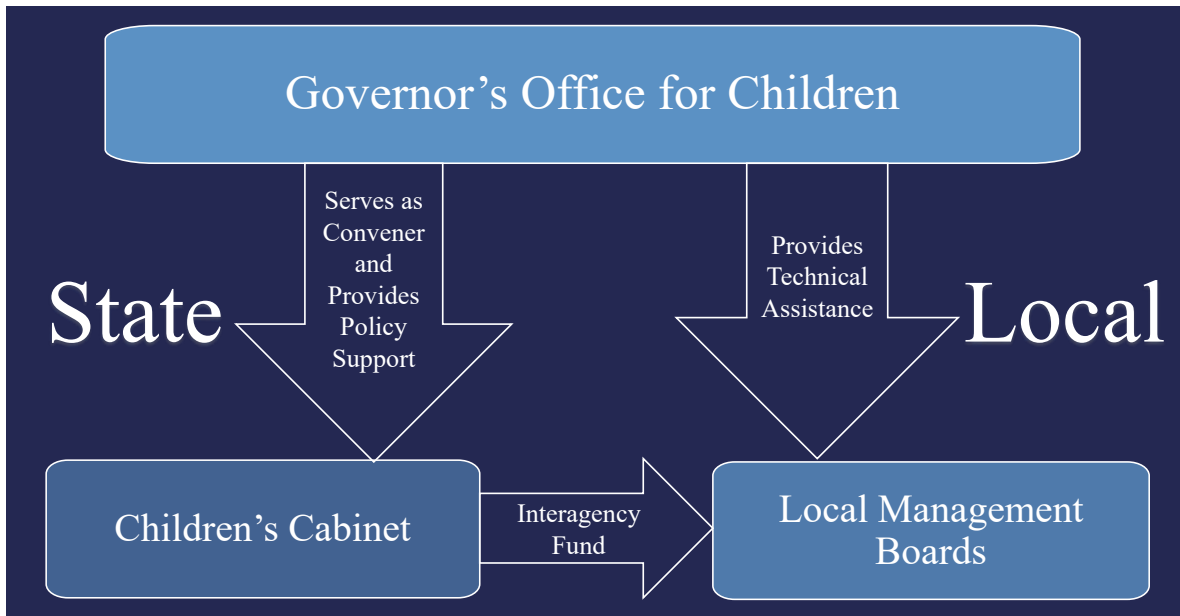 Governor’s Office for Children
Serves as
Convener
and
Provides
Policy
Support
Provides
Technical
Assistance
State
Local
Children’s Cabinet
Interagency
Fund
Local Management
Boards